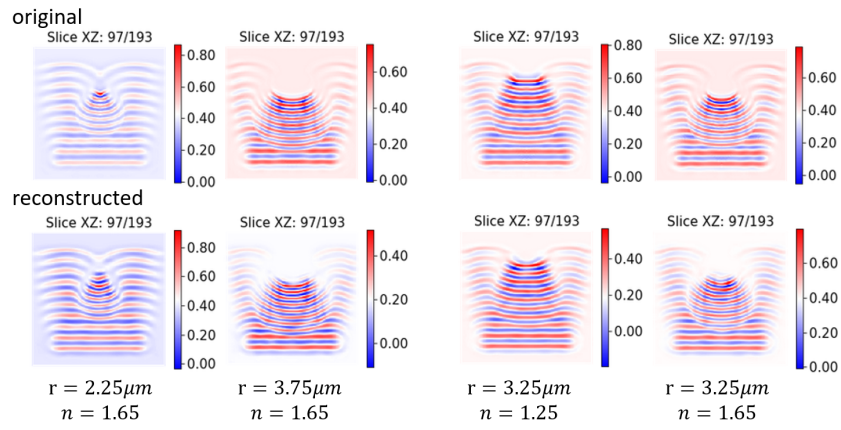 original
Slice XZ: 97/193 Slice XZ: 97/193 Slice XZ: 97/193 Slice XZ: 97/193
0.80 0.60 0.40 0.20 0.00
0.60 0.40 0.20 0.00
0.80 0.60 0.40 0.20 0.00
0.60 0.40 0.20 0.00
reconstructed
Slice XZ: 97/193 Slice XZ: 97/193 Slice XZ: 97/193 Slice XZ: 97/193
0.80 0.60 0.40 0.20 0.00
0.40 0.20 0.00
0.40 0.20 0.00
0.60 0.40 0.20 0.00
r = 2.25μm r = 3.75μm r = 3.25μm r = 3.25μm
n = 1.65 n = 1.65 n = 1.25 n = 1.65